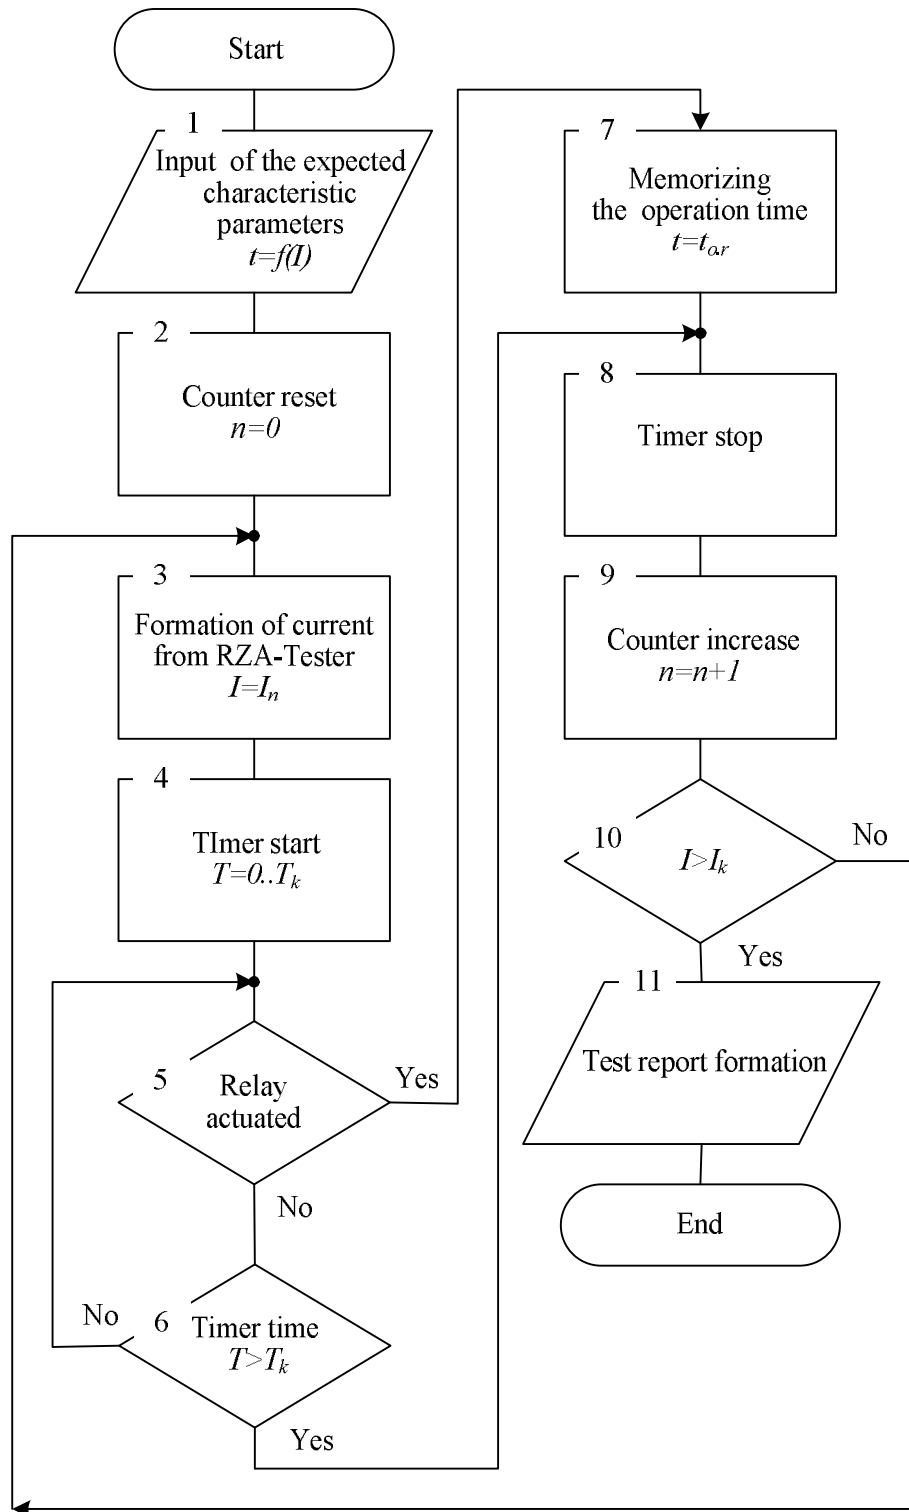 Start
1
Input of the expected
characteristic
parameters
t=f(I)
2
Counter reset
n=0
3
Formation of current
from RZA-Tester
I=Iₙ
4
TImer start
T=0..Tₖ
5
Relay
actuated
Yes
No
6
Timer time
T>Tₖ
No
Yes
7
Memorizing
the operation time
t=t_o.r
8
Timer stop
9
Counter increase
n=n+1
10
I>Iₖ
No
Yes
11
Test report formation
End